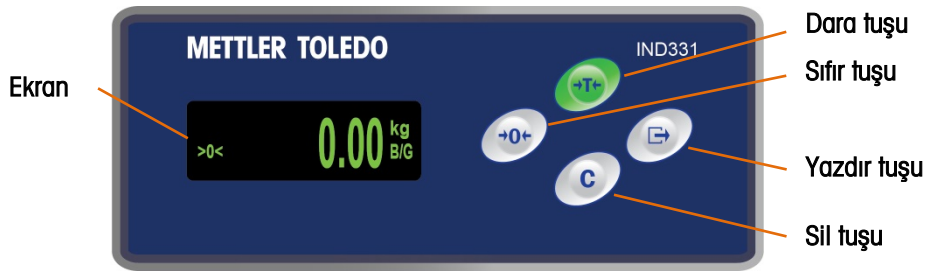 METTLER TOLEDO
IND331
Dara tuşu
Sıfır tuşu
Ekran
→T←
>0<
0.00 kg
B/G
→0←
Yazdır tuşu
C
Sil tuşu